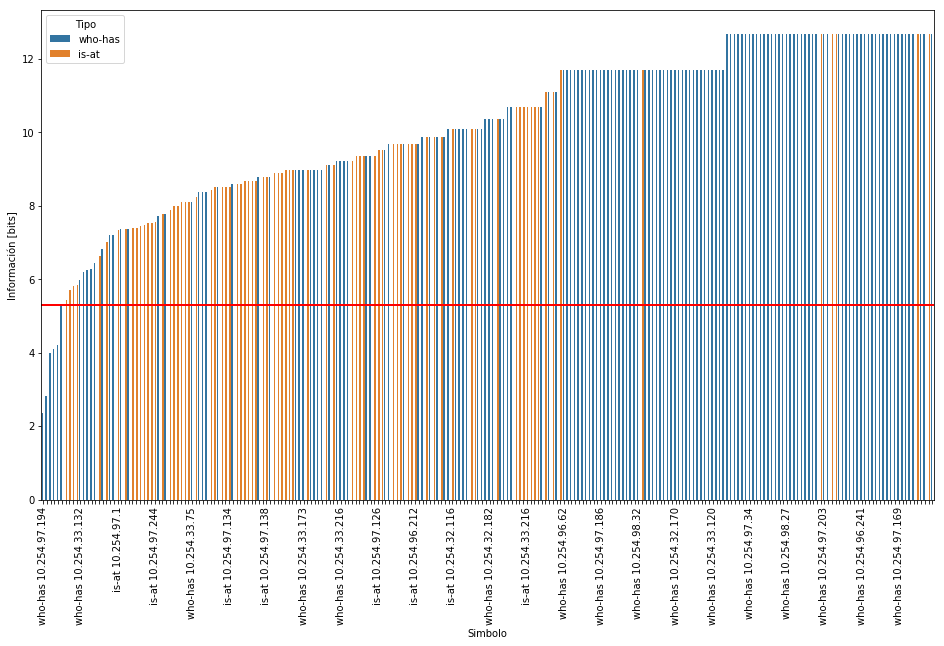 Tipo
who-has
is-at
Información [bits]
12
10
8
6
4
2
0
who-has 10.254.97.194
who-has 10.254.33.132
is-at 10.254.97.1
is-at 10.254.97.244
who-has 10.254.33.75
is-at 10.254.97.134
is-at 10.254.97.138
who-has 10.254.33.173
who-has 10.254.33.216
is-at 10.254.97.126
is-at 10.254.96.212
is-at 10.254.32.116
who-has 10.254.32.182
is-at 10.254.33.216
who-has 10.254.96.62
who-has 10.254.97.186
who-has 10.254.98.32
who-has 10.254.32.170
who-has 10.254.33.120
who-has 10.254.97.34
who-has 10.254.98.27
who-has 10.254.97.203
who-has 10.254.96.241
who-has 10.254.97.169
Simbolo